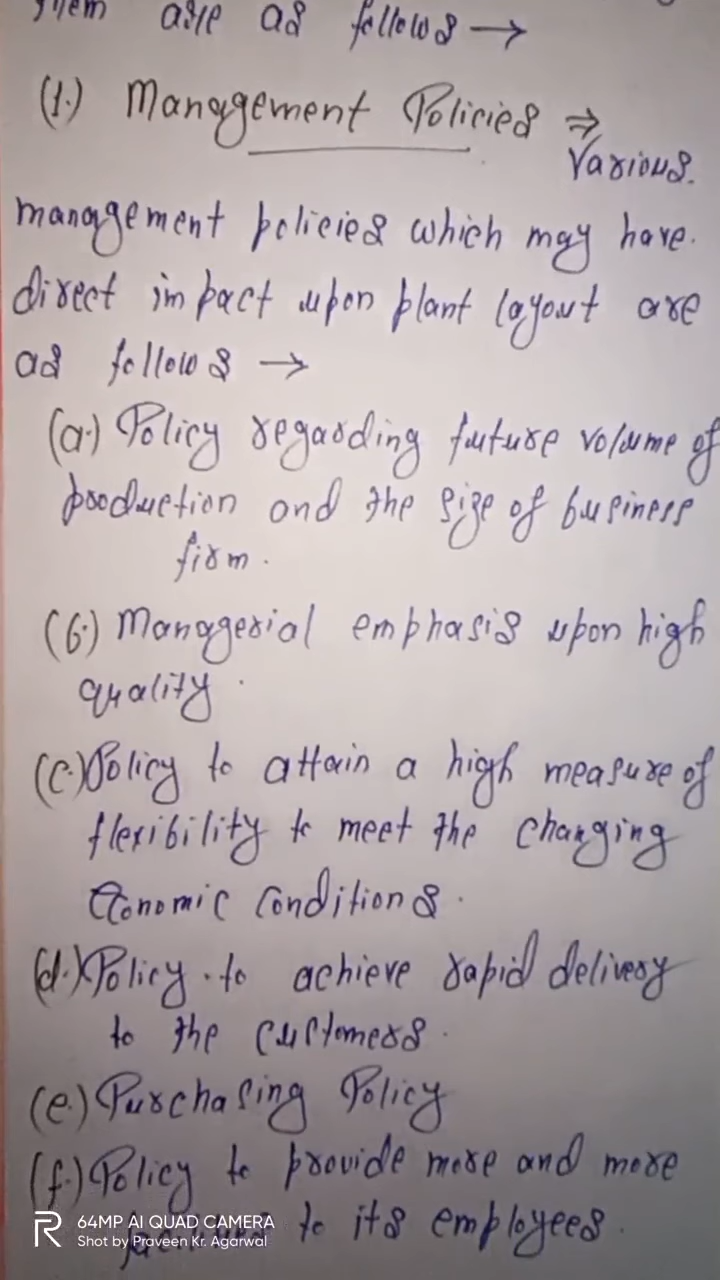 are as follows →
(1.) Management Policies ⇒
Various.
management policies which may have.
direct impact upon plant layout are
as follows →
(a.) Policy regarding future volume of
production and the size of business
firm.
(b.) Managerial emphasis upon high
quality.
(c.) Policy to attain a high measure of
flexibility to meet the changing
Economic Conditions.
(d.) Policy to achieve rapid delivery
to the customers.
(e.) Purchasing Policy
(f.) Policy to provide more and more
to its employees.
64MP AI QUAD CAMERA
Shot by Praveen Kr. Agarwal